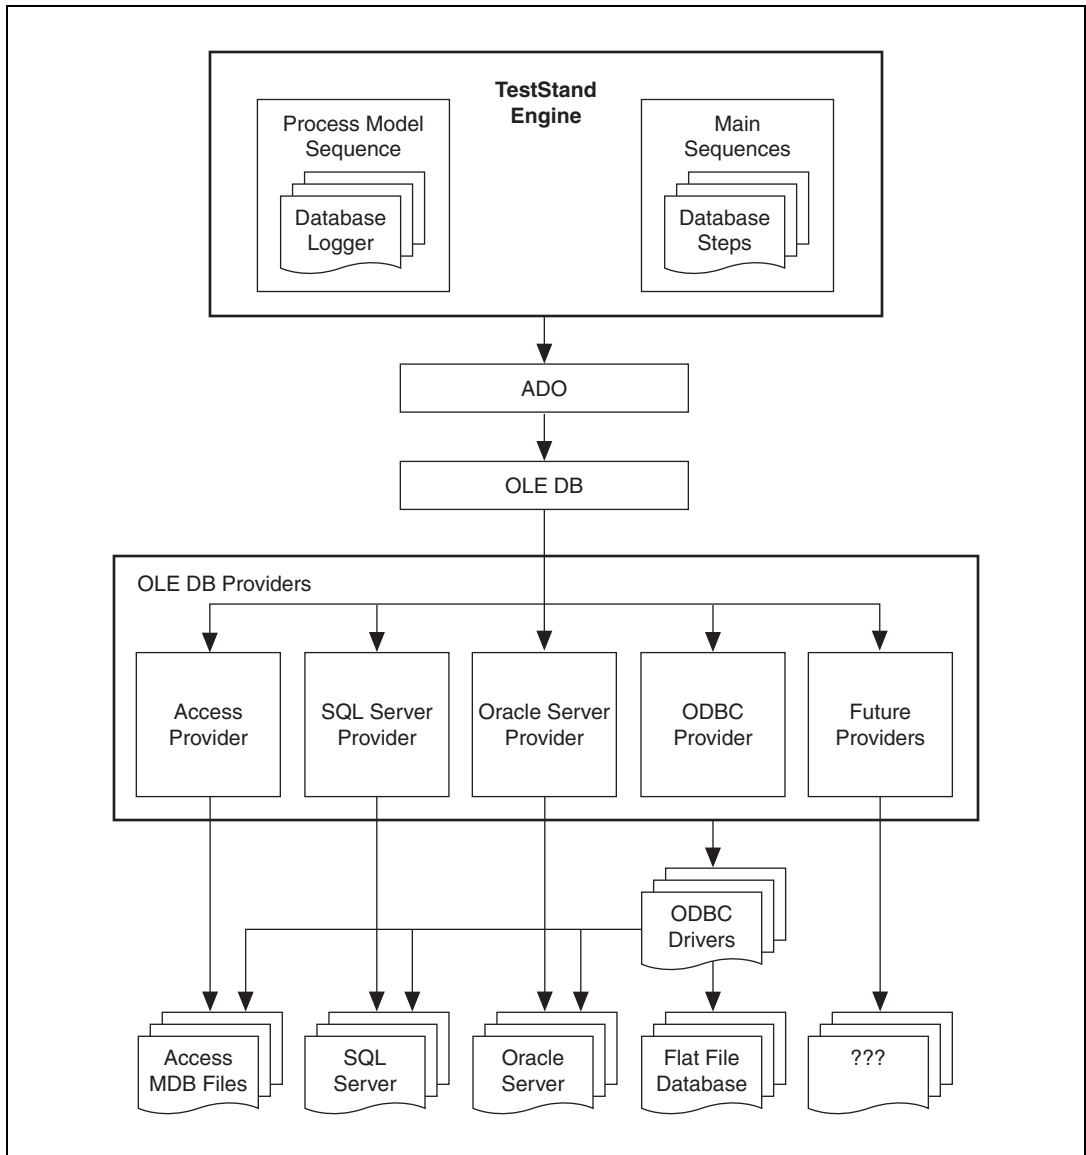 TestStand
Engine
Process Model
Sequence
Database
Logger
Main
Sequences
Database
Steps
ADO
OLE DB
OLE DB Providers
Access
Provider
SQL Server
Provider
Oracle Server
Provider
ODBC
Provider
Future
Providers
ODBC
Drivers
Access
MDB Files
SQL
Server
Oracle
Server
Flat File
Database
???